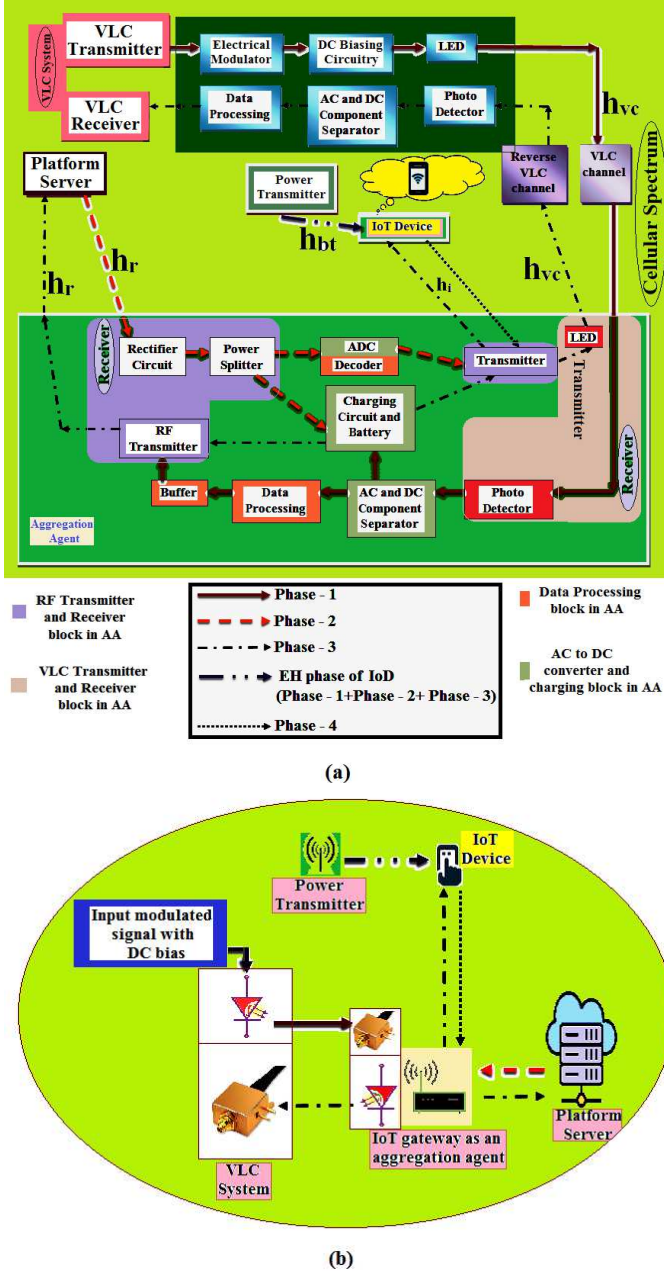 VLC System
VLC
Transmitter
Electrical
Modulator
DC Biasing
Circuitry
LED
VLC
Receiver
Data
Processing
AC and DC
Component
Separator
Photo
Detector
h_vc
Platform
Server
Power
Transmitter
IoT Device
Reverse
VLC
channel
VLC
channel
Cellular Spectrum
h_bt
h_r
h_r
h_i
h_vc
Receiver
Rectifier
Circuit
Power
Splitter
ADC
Decoder
Transmitter
LED
Transmitter
Charging
Circuit and
Battery
RF
Transmitter
Receiver
Buffer
Data
Processing
AC and DC
Component
Separator
Photo
Detector
Aggregation
Agent
RF Transmitter
and Receiver
block in AA
VLC Transmitter
and Receiver
block in AA
Phase - 1
Phase - 2
Phase - 3
EH phase of IoD
(Phase - 1+Phase - 2+ Phase - 3)
Phase - 4
Data Processing
block in AA
AC to DC
converter and
charging block in AA
(a)
IoT
Device
Power
Transmitter
Input modulated
signal with
DC bias
VLC
System
IoT gateway as an
aggregation agent
Platform
Server
(b)